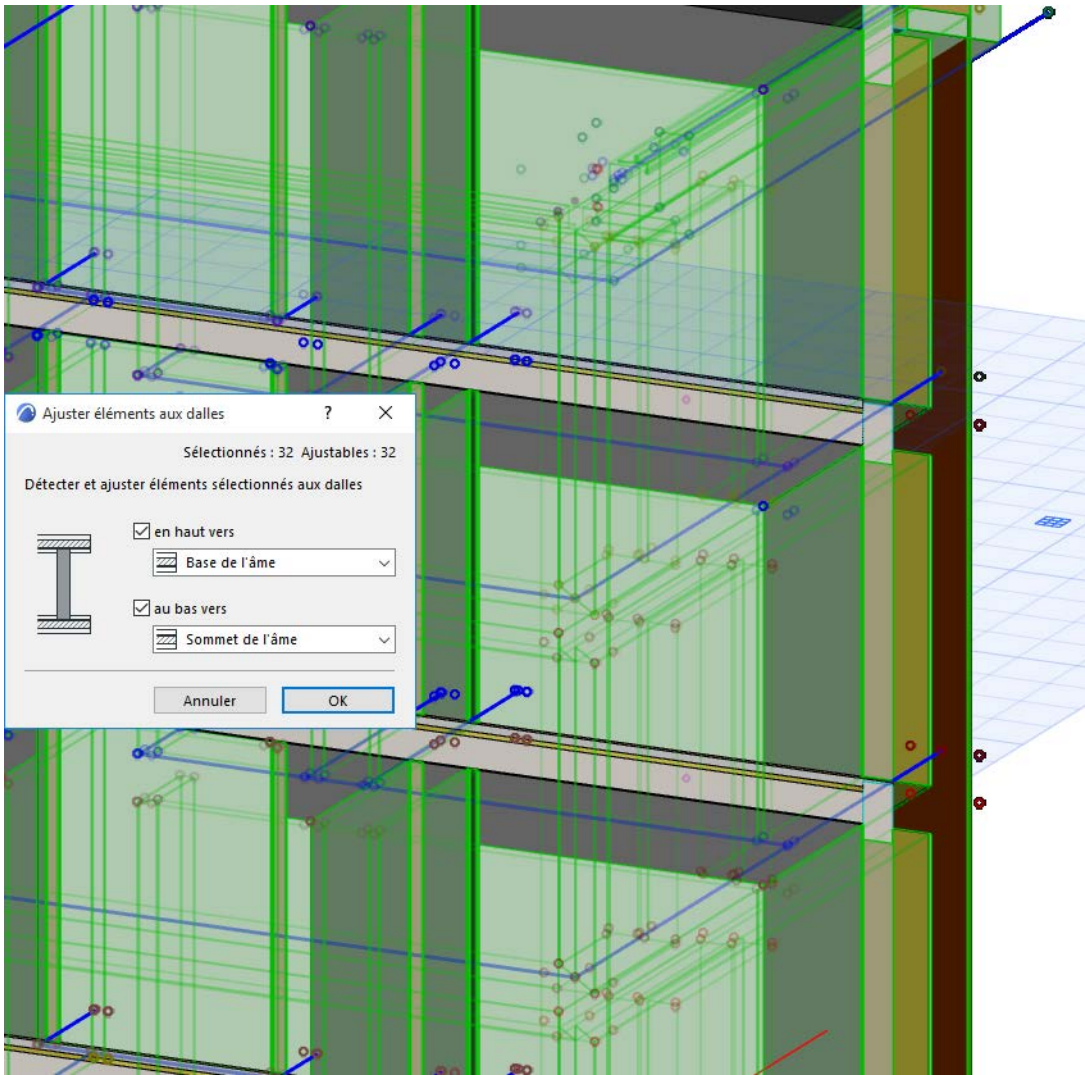 Ajuster éléments aux dalles
?
Sélectionnés : 32 Ajustables : 32
Détecter et ajuster éléments sélectionnés aux dalles
en haut vers
Base de l'âme
au bas vers
Sommet de l'âme
Annuler OK